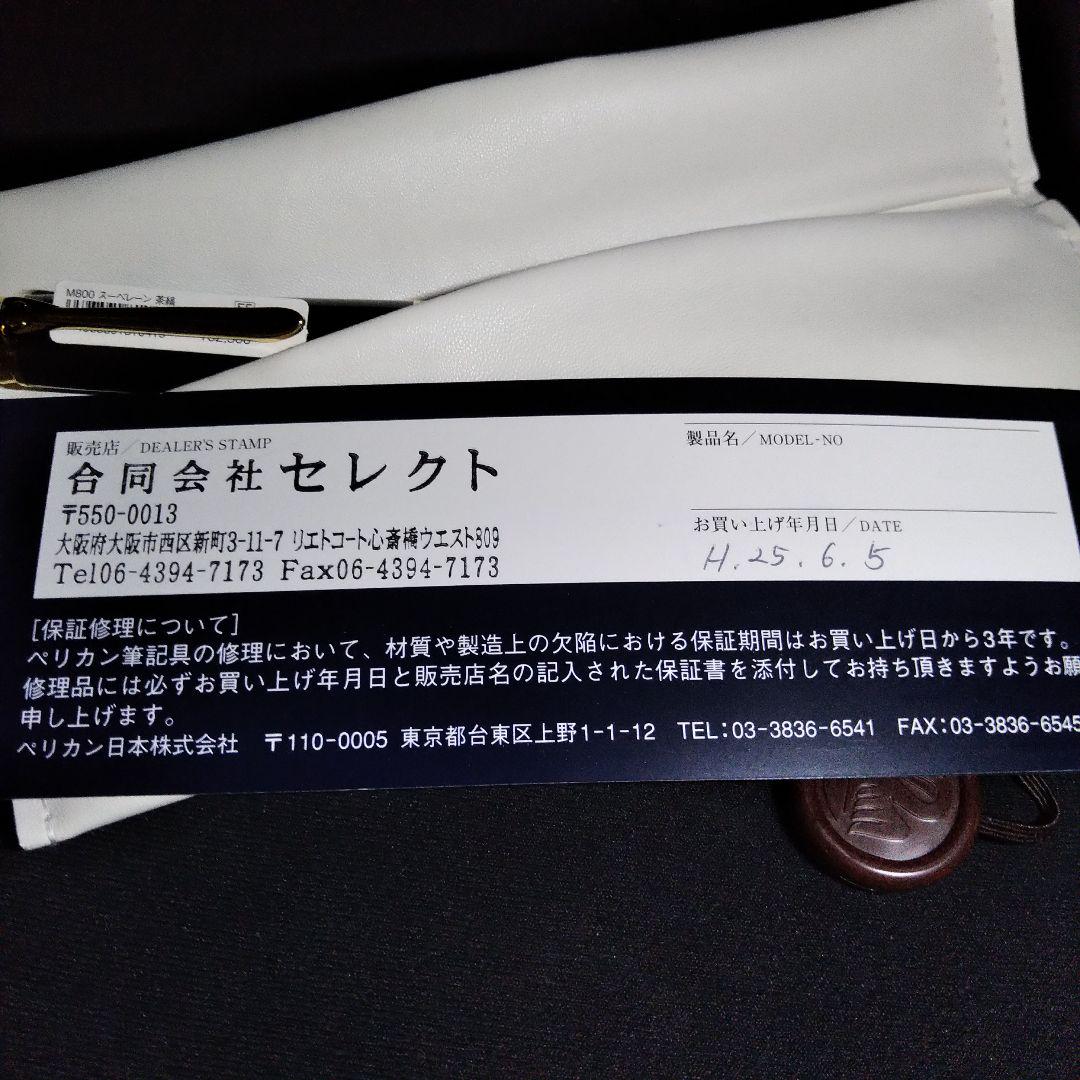 M800 スーベレーン 茶縞
販売店/DEALER'S STAMP
合同会社セレクト
〒550-0013
大阪府大阪市西区新町3-11-7 リエトコート心斎橋ウエスト809
Tel06-4394-7173 Fax06-4394-7173
製品名/MODEL-NO
お買い上げ年月日/DATE
H.25.6.5
[保証修理について]
ペリカン筆記具の修理において、材質や製造上の欠陥における保証期間はお買い上げ日から3年です。
修理品には必ずお買い上げ年月日と販売店名の記入された保証書を添付してお持ち頂きますようお願
申し上げます。
ペリカン日本株式会社 〒110-0005 東京都台東区上野1-1-12 TEL:03-3836-6541 FAX:03-3836-6545